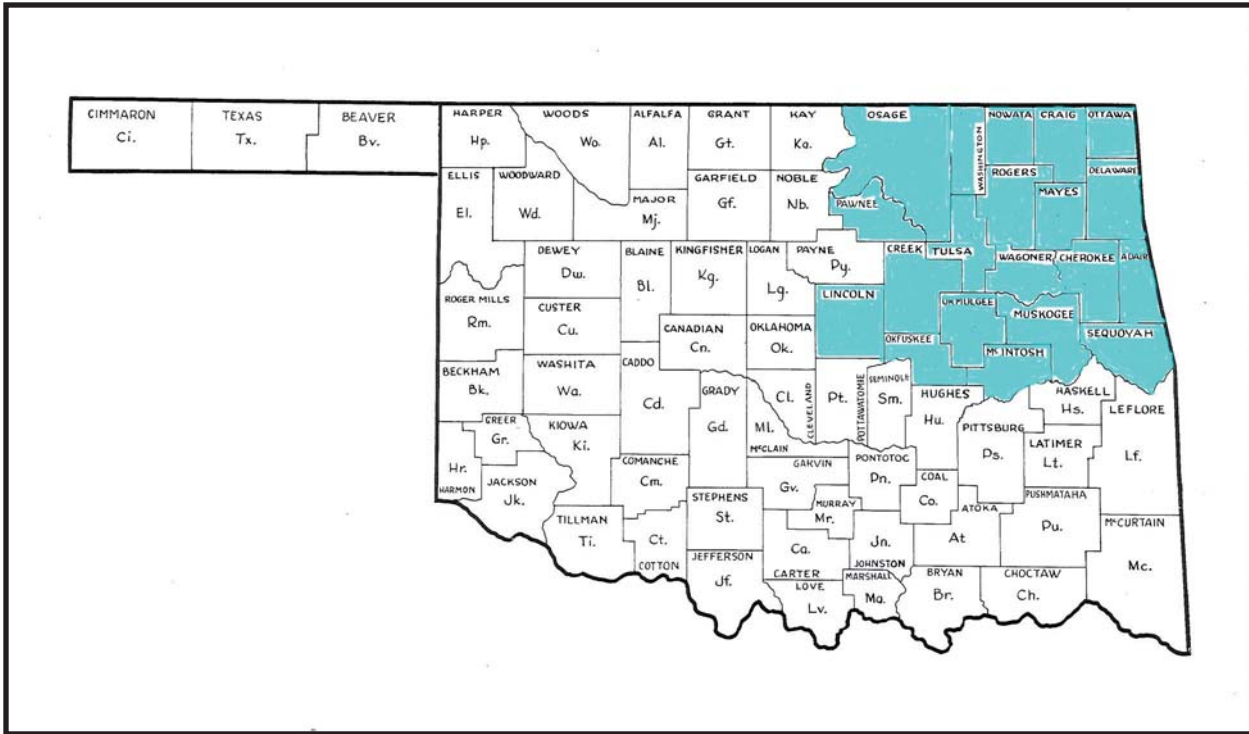 CIMMARON
Ci.
TEXAS
Tx.
BEAVER
Bv.
HARPER
Hp.
WOODS
Wo.
ALFALFA
Al.
GRANT
Gt.
KAY
Ka.
OSAGE
WASHINGTON
NOWATA
CRAIG
OTTAWA
ELLIS
El.
WOODWARD
Wd.
MAJOR
Mj.
GARFIELD
Gf.
NOBLE
Nb.
PAWNEE
ROGERS
MAYES
DELAWARE
DEWEY
Dw.
BLAINE
Bl.
KINGFISHER
Kg.
LOGAN
Lg.
PAYNE
Py.
CREEK
TULSA
WAGONER
CHEROKEE
ADAIR
ROGER MILLS
Rm.
CUSTER
Cu.
CANADIAN
Cn.
OKLAHOMA
Ok.
LINCOLN
OKMULGEE
MUSKOGEE
SEQUOYAH
BECKHAM
Bk.
WASHITA
Wa.
CADDO
Cd.
GRADY
Gd.
Cl.
CLEVELAND
Ml.
McCLAIN
Pt.
POTTAWATOMIE
SEMINOLE
Sm.
OKFUSKEE
McINTOSH
HUGHES
Hu.
HASKELL
Hs.
LEFLORE
Lf.
GREER
Gr.
KIOWA
Ki.
PITTSBURG
Ps.
LATIMER
Lt.
Hr.
HARMON
JACKSON
Jk.
COMANCHE
Cm.
GARVIN
Gv.
PONTOTOC
Pn.
COAL
Co.
TILLMAN
Ti.
Ct.
COTTON
STEPHENS
St.
MURRAY
Mr.
ATOKA
At
PUSHMATAHA
Pu.
McCURTAIN
Mc.
JEFFERSON
Jf.
Ca.
CARTER
Jn.
JOHNSTON
LOVE
Lv.
MARSHALL
Ma.
BRYAN
Br.
CHOCTAW
Ch.